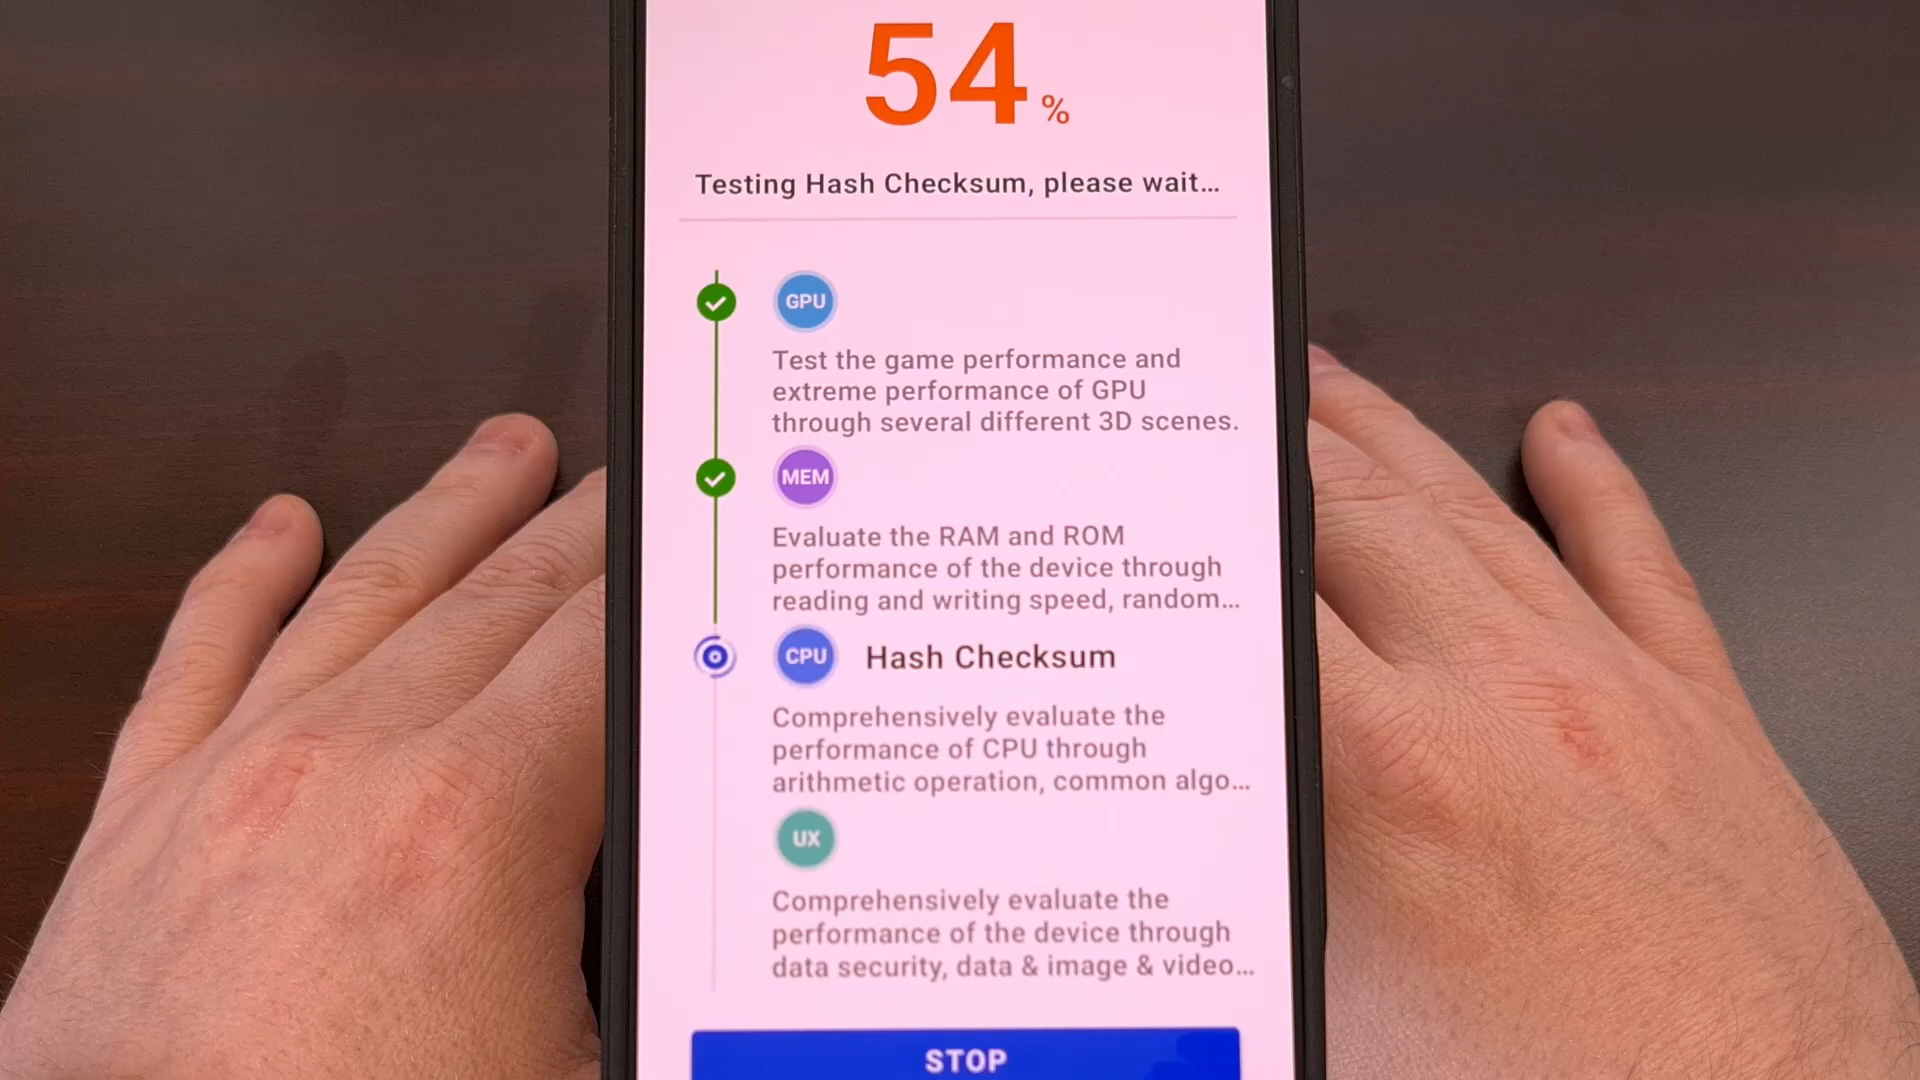 54 %
Testing Hash Checksum, please wait...
GPU
Test the game performance and
extreme performance of GPU
through several different 3D scenes.
MEM
Evaluate the RAM and ROM
performance of the device through
reading and writing speed, random...
CPU Hash Checksum
Comprehensively evaluate the
performance of CPU through
arithmetic operation, common algo...
UX
Comprehensively evaluate the
performance of the device through
data security, data & image & video...
STOP